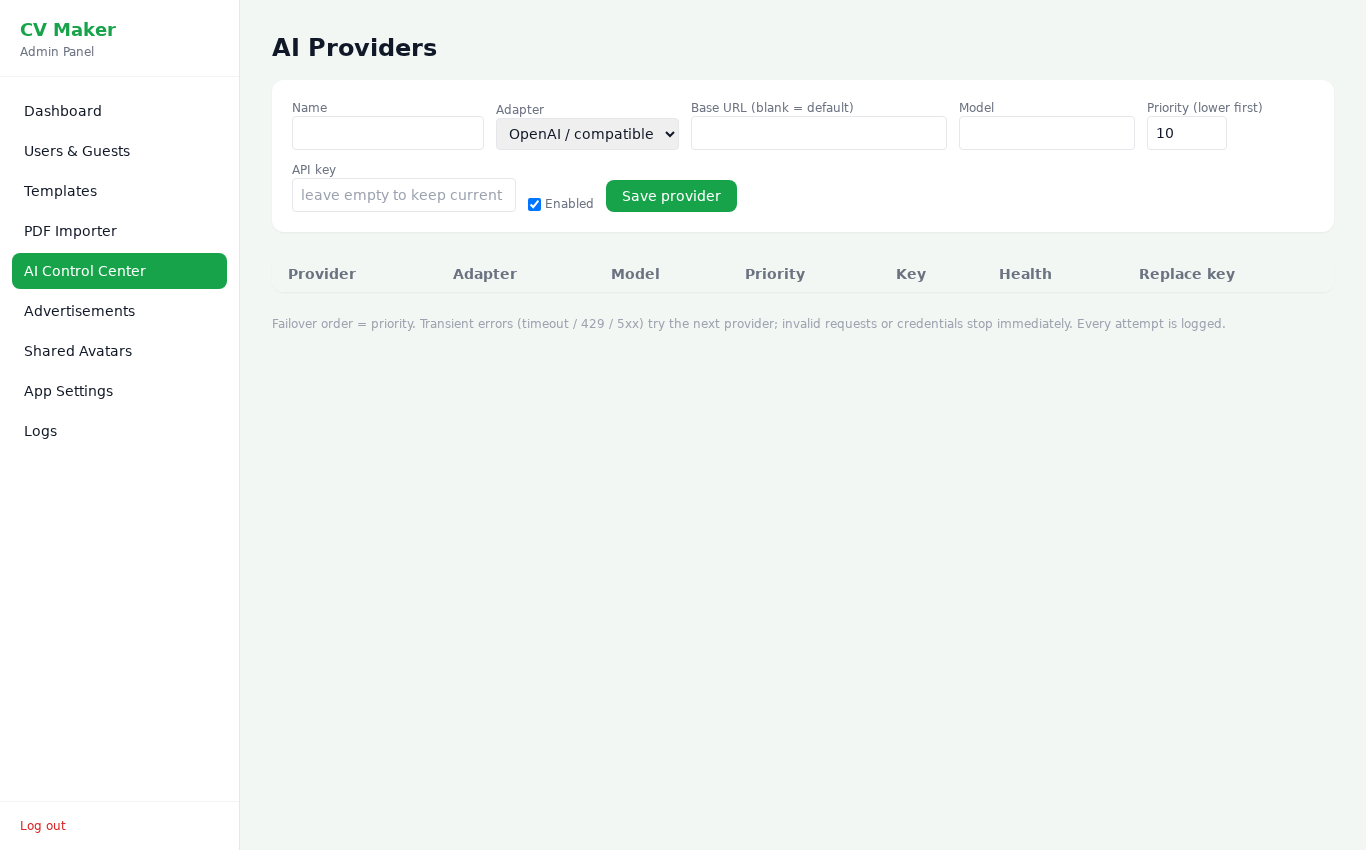 CV Maker
Admin Panel
Dashboard
Users & Guests
Templates
PDF Importer
AI Control Center
Advertisements
Shared Avatars
App Settings
Logs
Log out
AI Providers
Name
Adapter
Base URL (blank = default)
Model
Priority (lower first)
OpenAI / compatible
10
API key
leave empty to keep current
Enabled
Save provider
Provider Adapter Model Priority Key Health Replace key
Failover order = priority. Transient errors (timeout / 429 / 5xx) try the next provider; invalid requests or credentials stop immediately. Every attempt is logged.